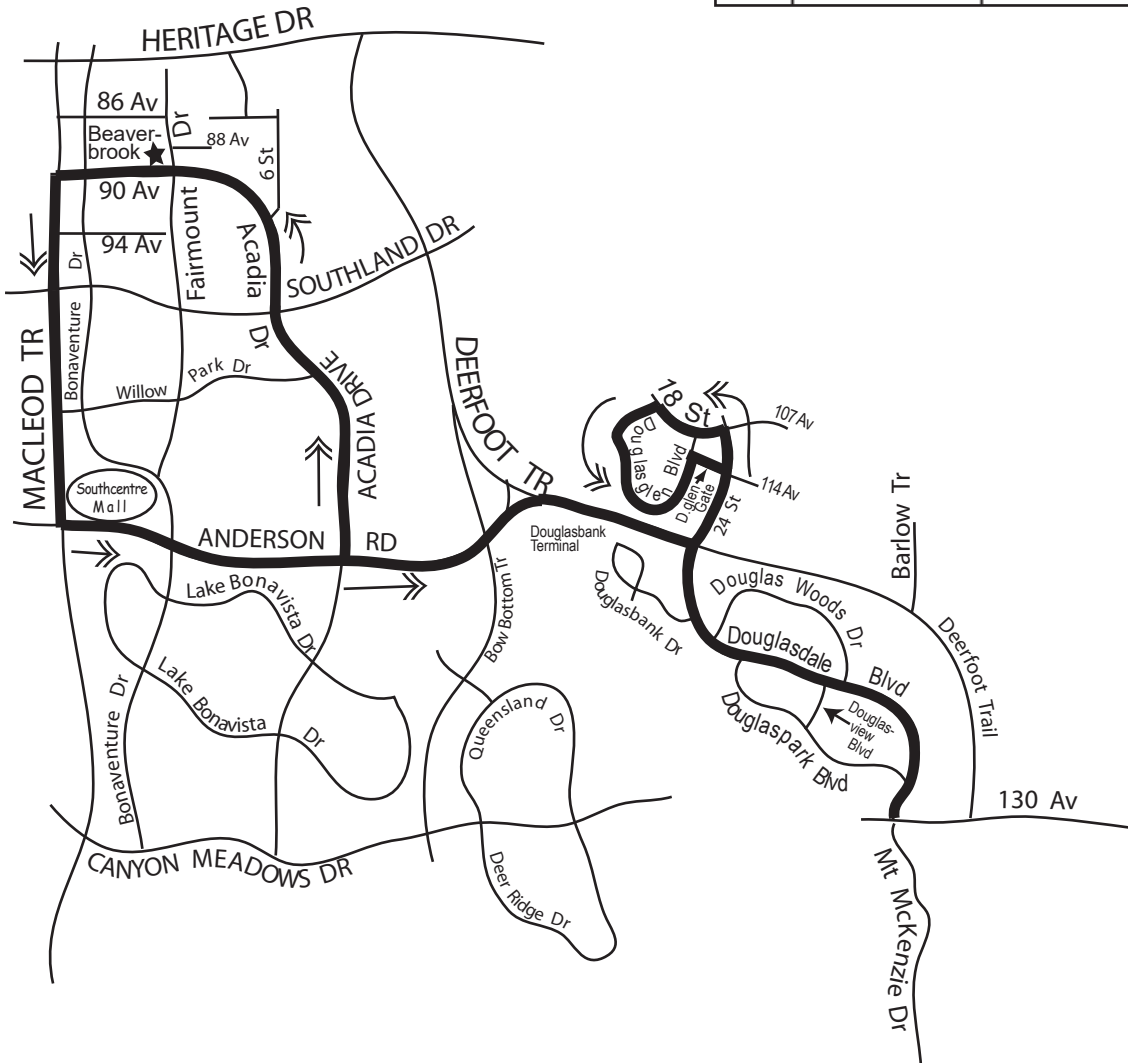 HERITAGE DR
86 Av
Beaver-
brook
Dr
88 Av
6 St
90 Av
Fairmount
Acadia
Dr
94 Av
Dr
SOUTHLAND DR
MACLEOD TR
Bonaventure
Willow Park Dr
ACADIA DRIVE
DEERFOOT TR
18 St
107 Av
Douglasglen
Blvd
D.glen
Gate
114 Av
24 St
Southcentre
Mall
ANDERSON RD
Douglasbank
Terminal
Barlow Tr
Lake Bonavista Dr
Bow Bottom Tr
Douglasbank Dr
Douglas Woods Dr
Douglasdale Blvd
Deerfoot Trail
Lake Bonavista Dr
Bonaventure Dr
Queensland Dr
Douglaspark Blvd
Douglas-
view
Blvd
130 Av
CANYON MEADOWS DR
Deer Ridge Dr
Mt McKenzie Dr